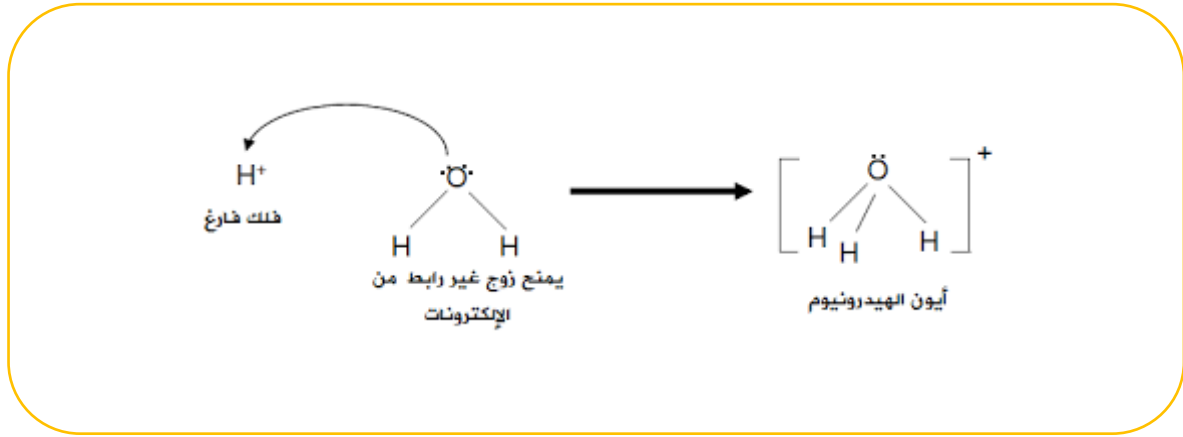 H⁺
فلك فارغ
O
H H
يمنح زوج غير رابط من
الإلكترونات
+
O
H H H
أيون الهيدرونيوم